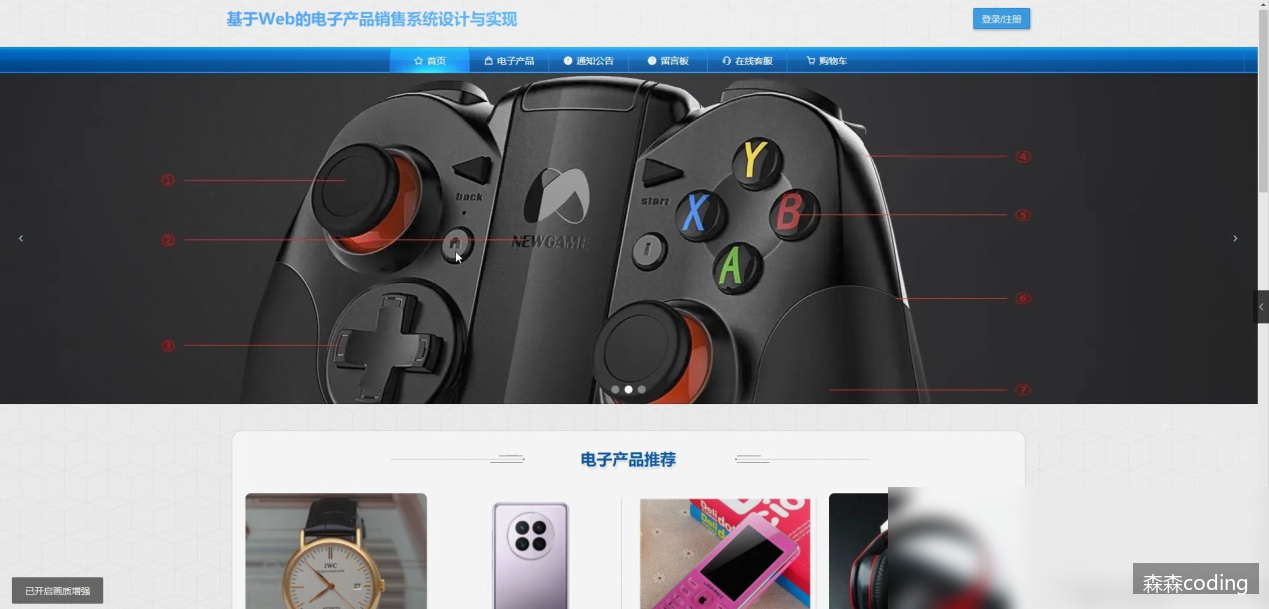 基于Web的电子产品销售系统设计与实现
登录/注册
首页
电子产品
通知公告
留言板
在线客服
购物车
①
②
③
④
⑤
⑥
⑦
back
start
Y
X
B
A
NEWGAME
电子产品推荐
IWC
已开启画质增强
森森coding